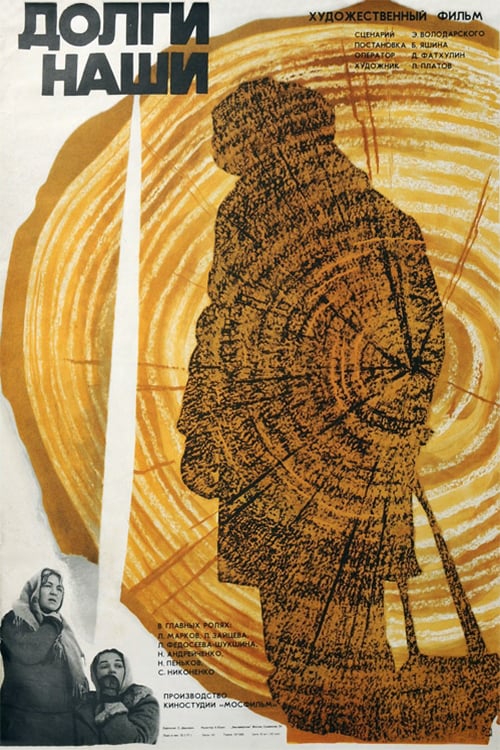 ДОЛГИ
НАШИ
ХУДОЖЕСТВЕННЫЙ ФИЛЬМ
СЦЕНАРИЙ Э. ВОЛОДАРСКОГО
ПОСТАНОВКА Б. ЯШИНА
ОПЕРАТОР Д. ФАТХУЛИН
ХУДОЖНИК Л. ПЛАТОВ
В ГЛАВНЫХ РОЛЯХ:
Л. МАРКОВ, Л. ЗАЙЦЕВА,
Л. ФЕДОСЕЕВА-ШУКШИНА,
Н. АНДРЕЙЧЕНКО,
Н. ПЕНЬКОВ,
С. НИКОНЕНКО
ПРОИЗВОДСТВО
КИНОСТУДИИ «МОСФИЛЬМ»